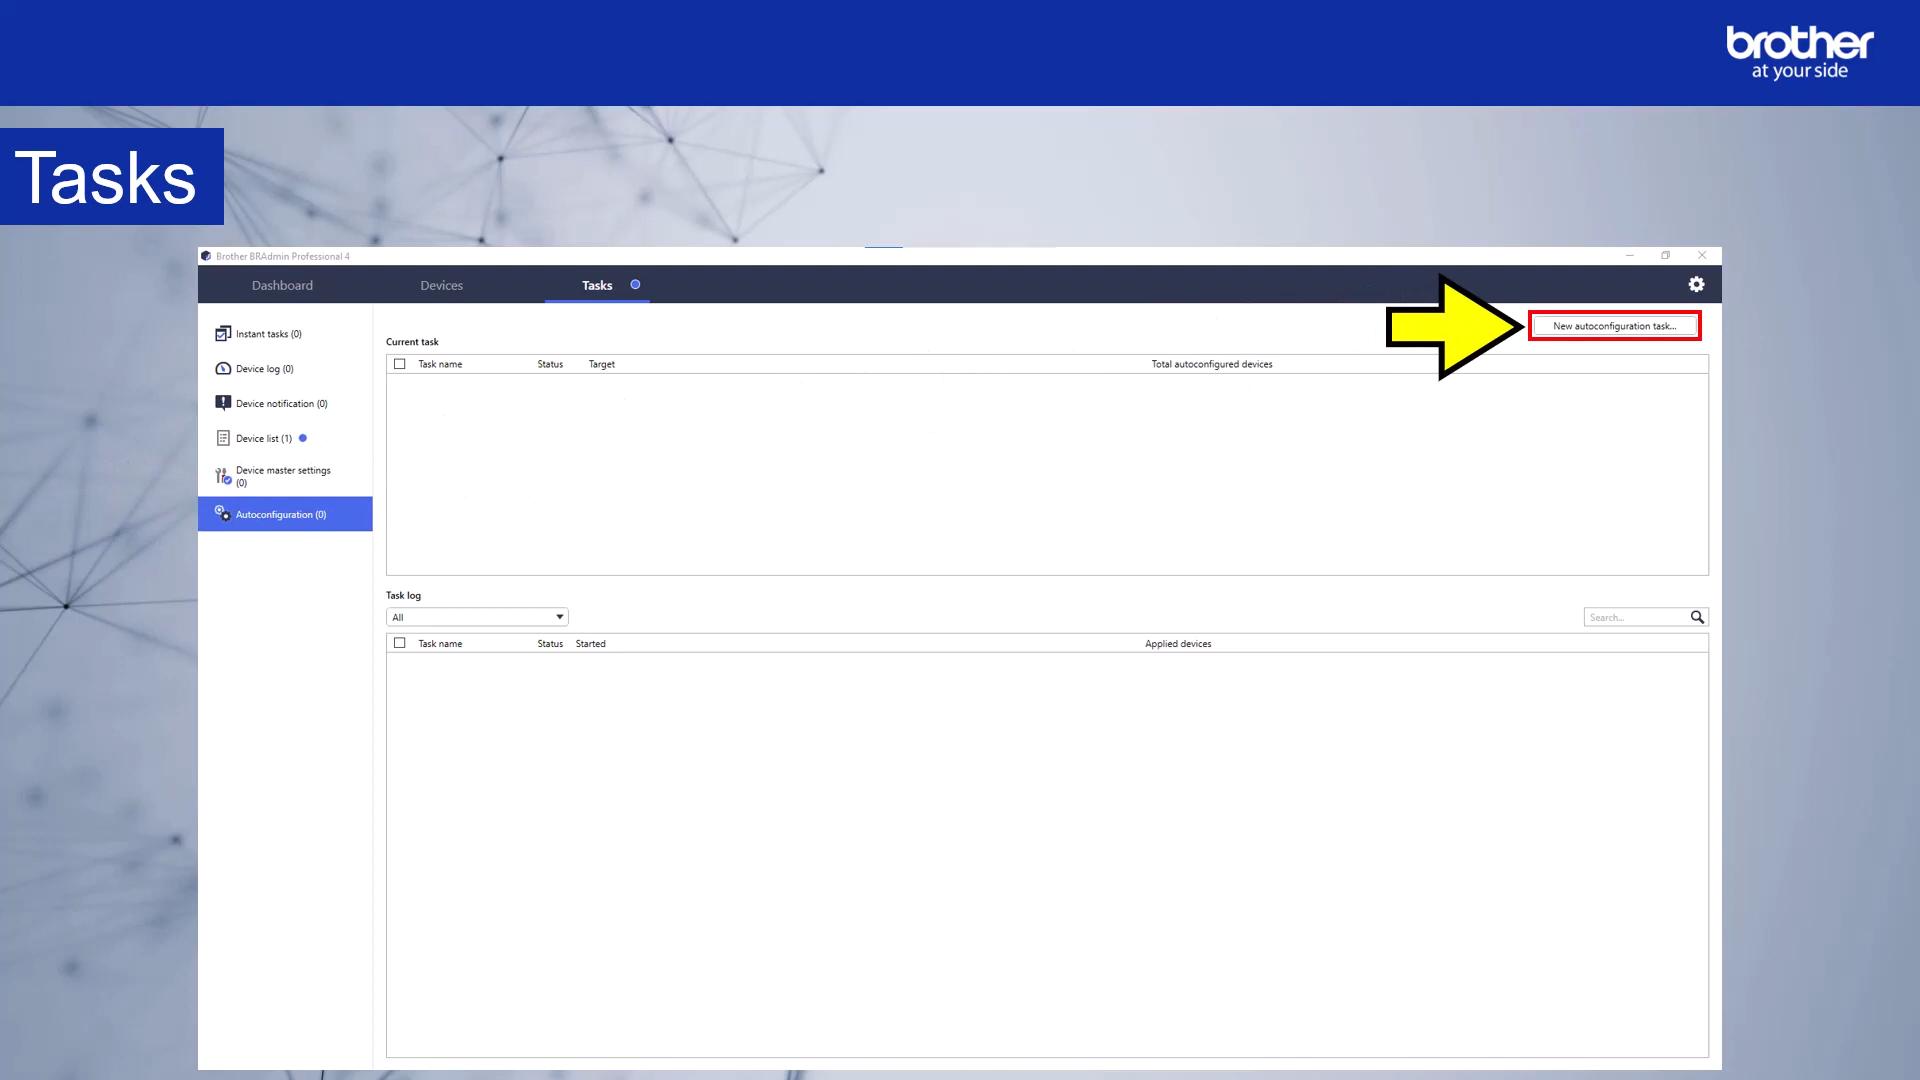 brother
at your side
Tasks
Brother BRAdmin Professional 4
Dashboard
Devices
Tasks
New autoconfiguration task...
Instant tasks (0)
Device log (0)
Device notification (0)
Device list (1)
Device master settings
(0)
Autoconfiguration (0)
Current task
Task name
Status
Target
Total autoconfigured devices
Task log
All
Search...
Task name
Status
Started
Applied devices